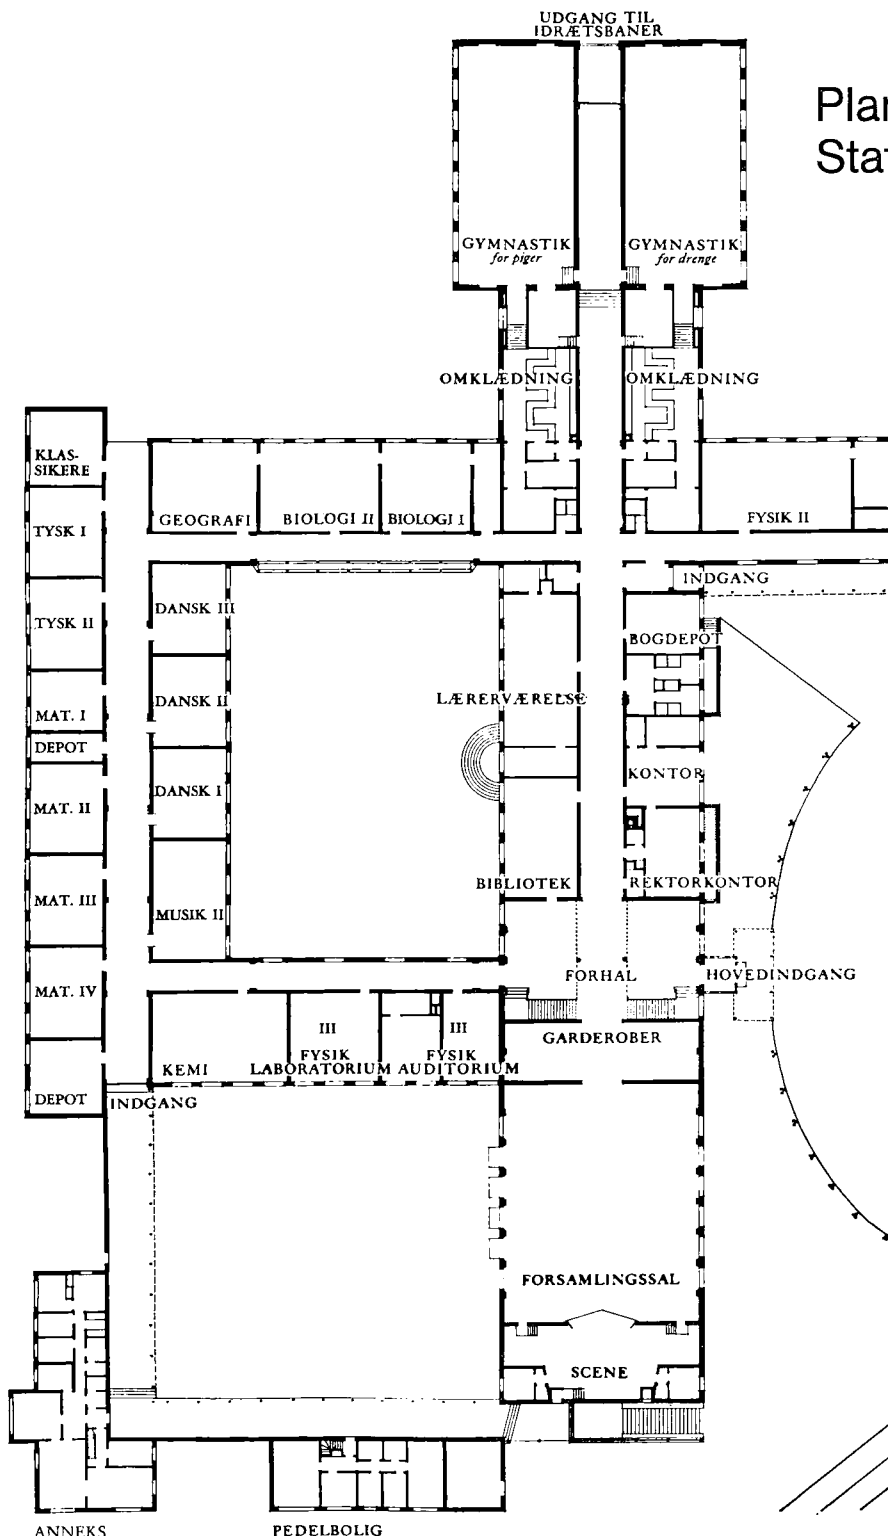 UDGANG TIL
IDRÆTSBANER
Plan
Stat
GYMNASTIK
for piger
GYMNASTIK
for drenge
OMKLÆDNING
OMKLÆDNING
KLAS-
SIKERE
GEOGRAFI
BIOLOGI II
BIOLOGI I
FYSIK II
TYSK I
INDGANG
DANSK III
TYSK II
BOGDEPOT
LÆRERVÆRELSE
DANSK II
MAT. I
DEPOT
KONTOR
DANSK I
MAT. II
BIBLIOTEK
REKTORKONTOR
MAT. III
MUSIK II
FORHAL
HOVEDINDGANG
MAT. IV
III
III
GARDEROBER
FYSIK
FYSIK
KEMI
LABORATORIUM
AUDITORIUM
DEPOT
INDGANG
FORSAMLINGSSAL
SCENE
ANNEKS
PEDELBOLIG